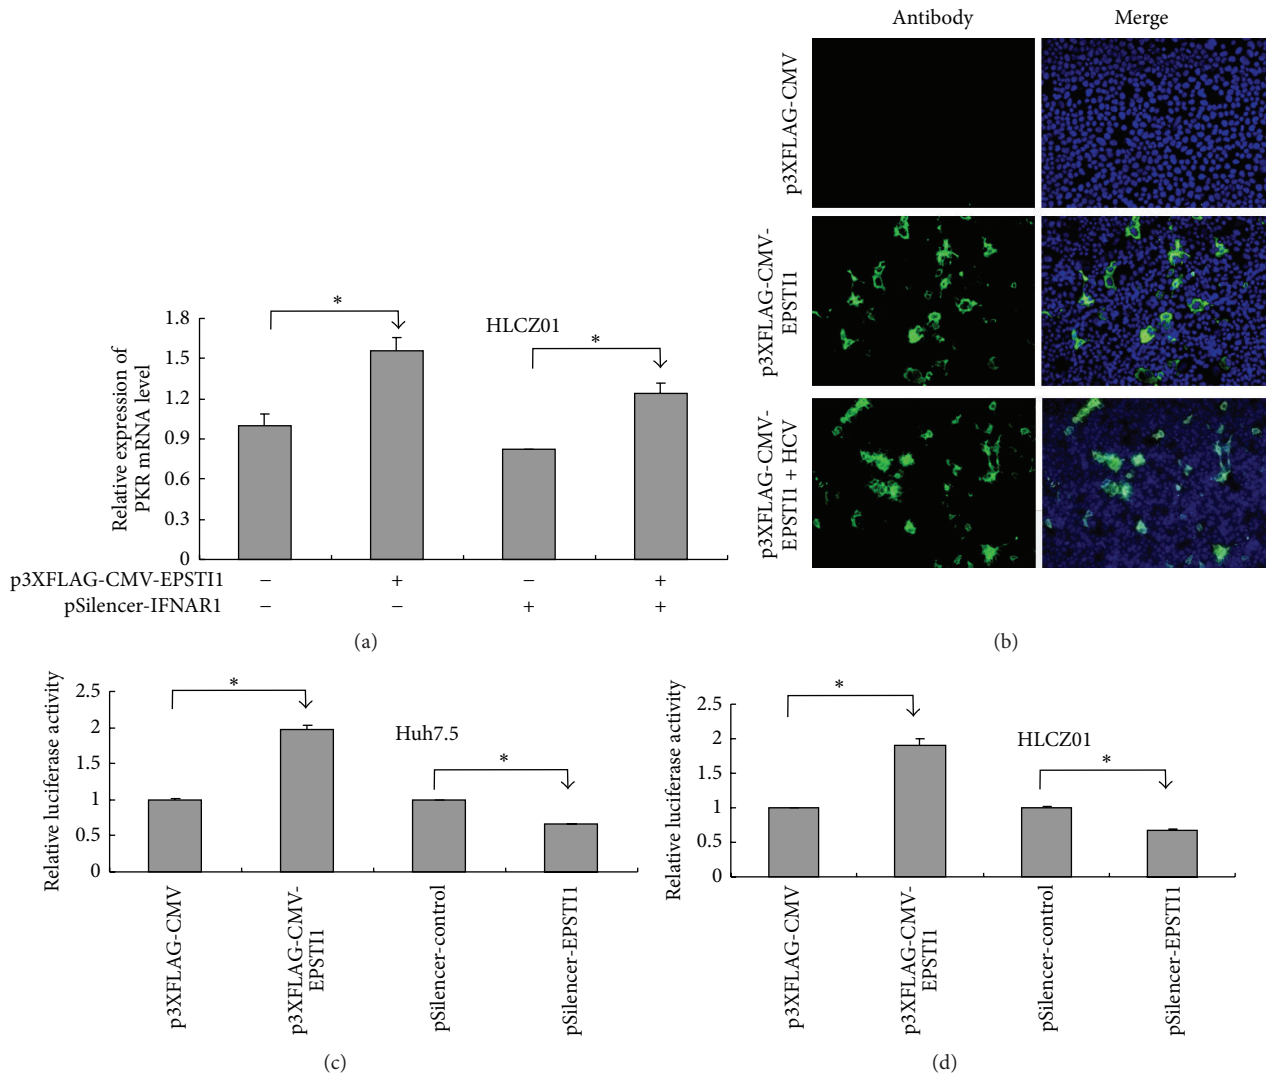 Antibody
Merge
p3XFLAG-CMV
p3XFLAG-CMV-
EPSTI1
p3XFLAG-CMV-
EPSTI1 + HCV
(b)
Relative expression of
PKR mRNA level
1.8
1.5
1.2
0.9
0.6
0.3
0
*
HLCZ01
*
p3XFLAG-CMV-EPSTI1 − + − +
pSilencer-IFNAR1 − − + +
(a)
Relative luciferase activity
2.5
2
1.5
1
0.5
0
*
Huh7.5
*
p3XFLAG-CMV
p3XFLAG-CMV-
EPSTI1
pSilencer-control
pSilencer-EPSTI1
(c)
Relative luciferase activity
2.5
2
1.5
1
0.5
0
*
HLCZ01
*
p3XFLAG-CMV
p3XFLAG-CMV-
EPSTI1
pSilencer-control
pSilencer-EPSTI1
(d)